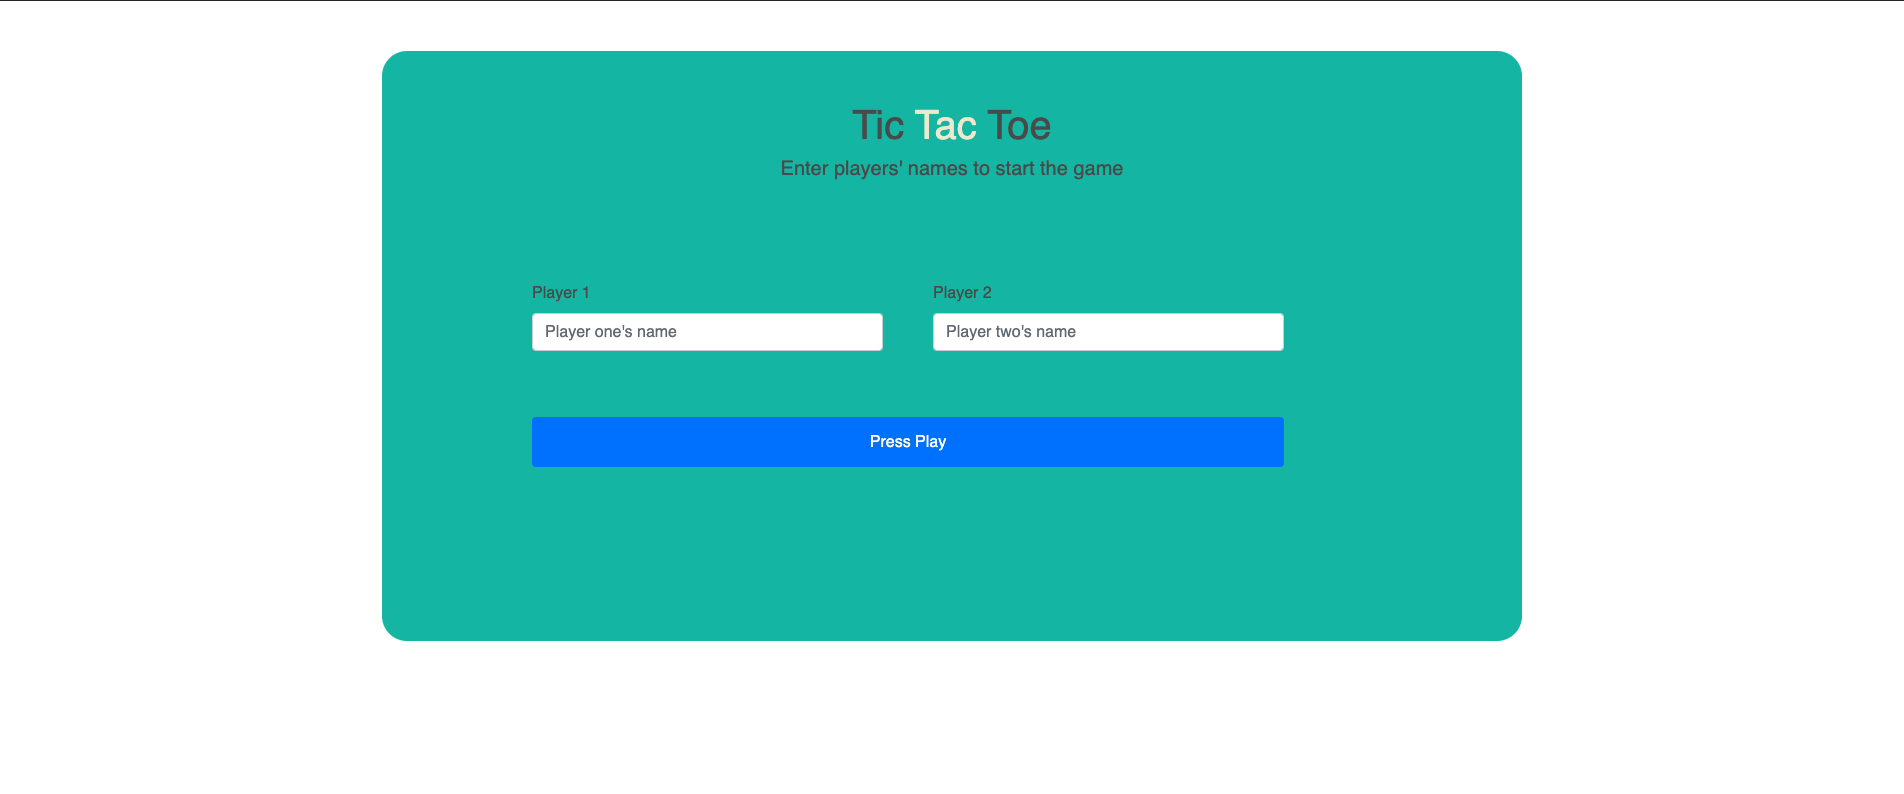 Tic Tac Toe
Enter players' names to start the game
Player 1
Player 2
Player one's name
Player two's name
Press Play